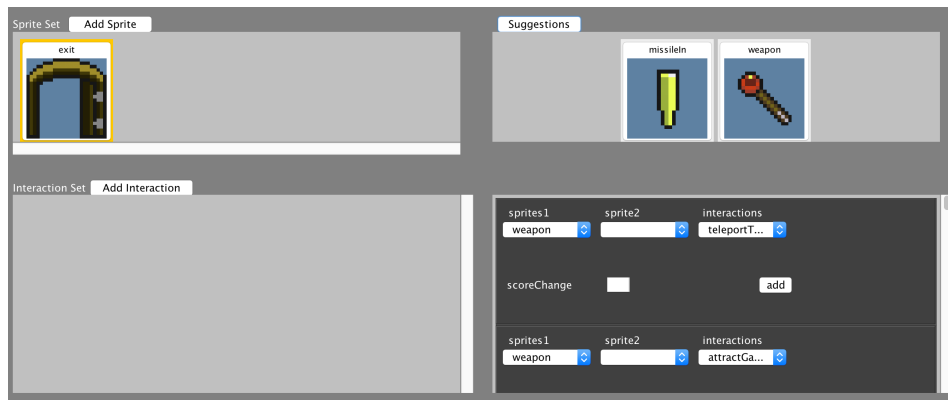 Sprite Set Add Sprite
exit
Suggestions
missileIn weapon
Interaction Set Add Interaction
sprites1 sprite2 interactions
weapon teleportT...
scoreChange add
sprites1 sprite2 interactions
weapon attractGa...